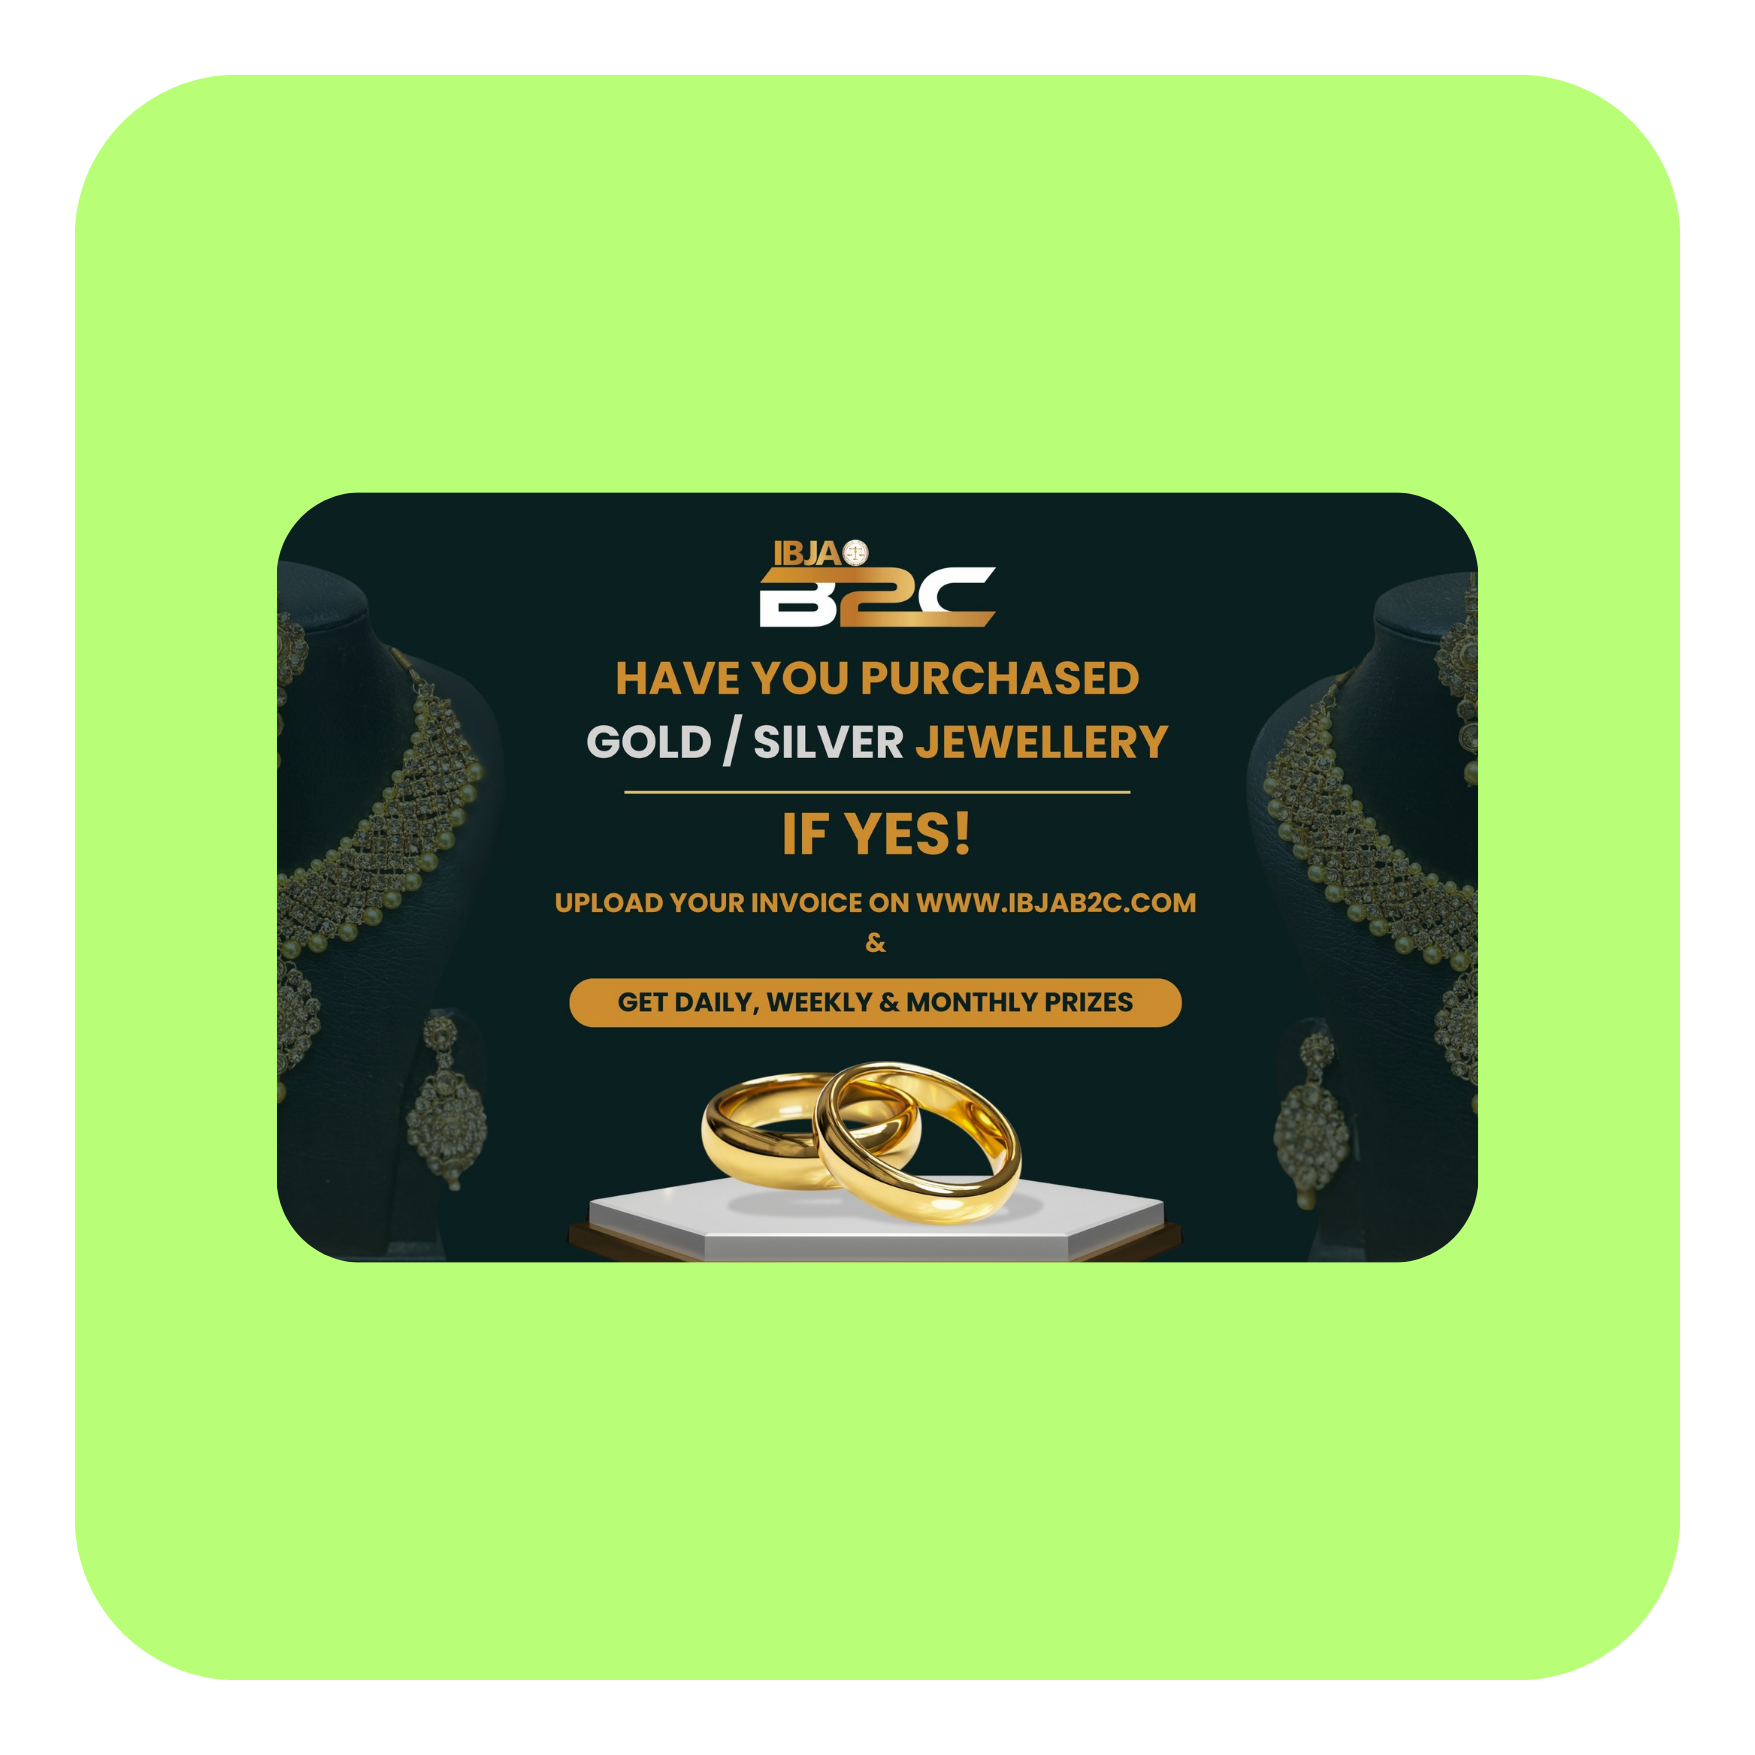 IBJA
B2C
HAVE YOU PURCHASED
GOLD / SILVER JEWELLERY
IF YES!
UPLOAD YOUR INVOICE ON WWW.IBJAB2C.COM
&
GET DAILY, WEEKLY & MONTHLY PRIZES